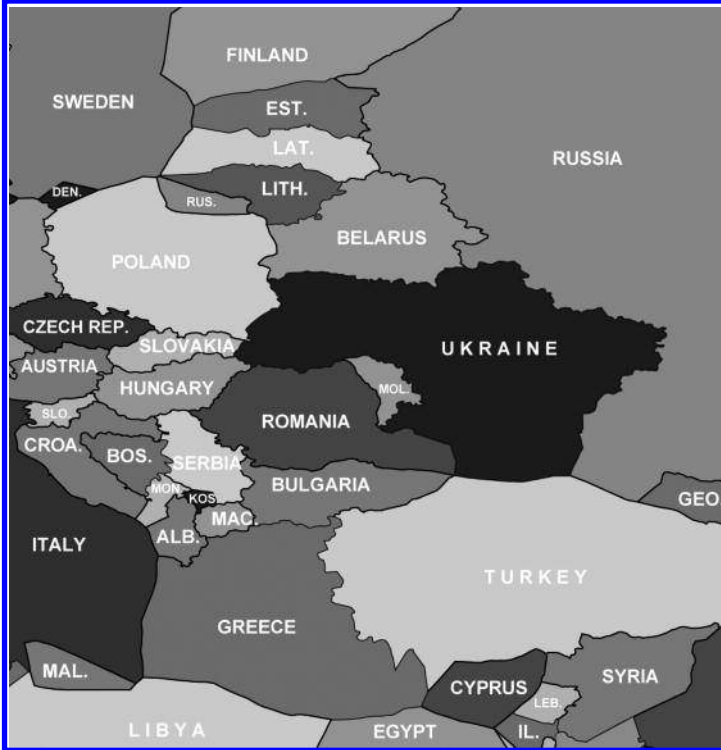 FINLAND
SWEDEN
EST.
LAT.
RUSSIA
DEN.
LITH.
RUS.
BELARUS
POLAND
CZECH REP.
SLOVAKIA
UKRAINE
AUSTRIA
HUNGARY
MOL.
SLO.
ROMANIA
CROA.
BOS.
SERBIA
BULGARIA
MON.
KOS.
GEO
MAC.
ALB.
ITALY
TURKEY
GREECE
MAL.
CYPRUS
SYRIA
LEB.
LIBYA
EGYPT
IL.